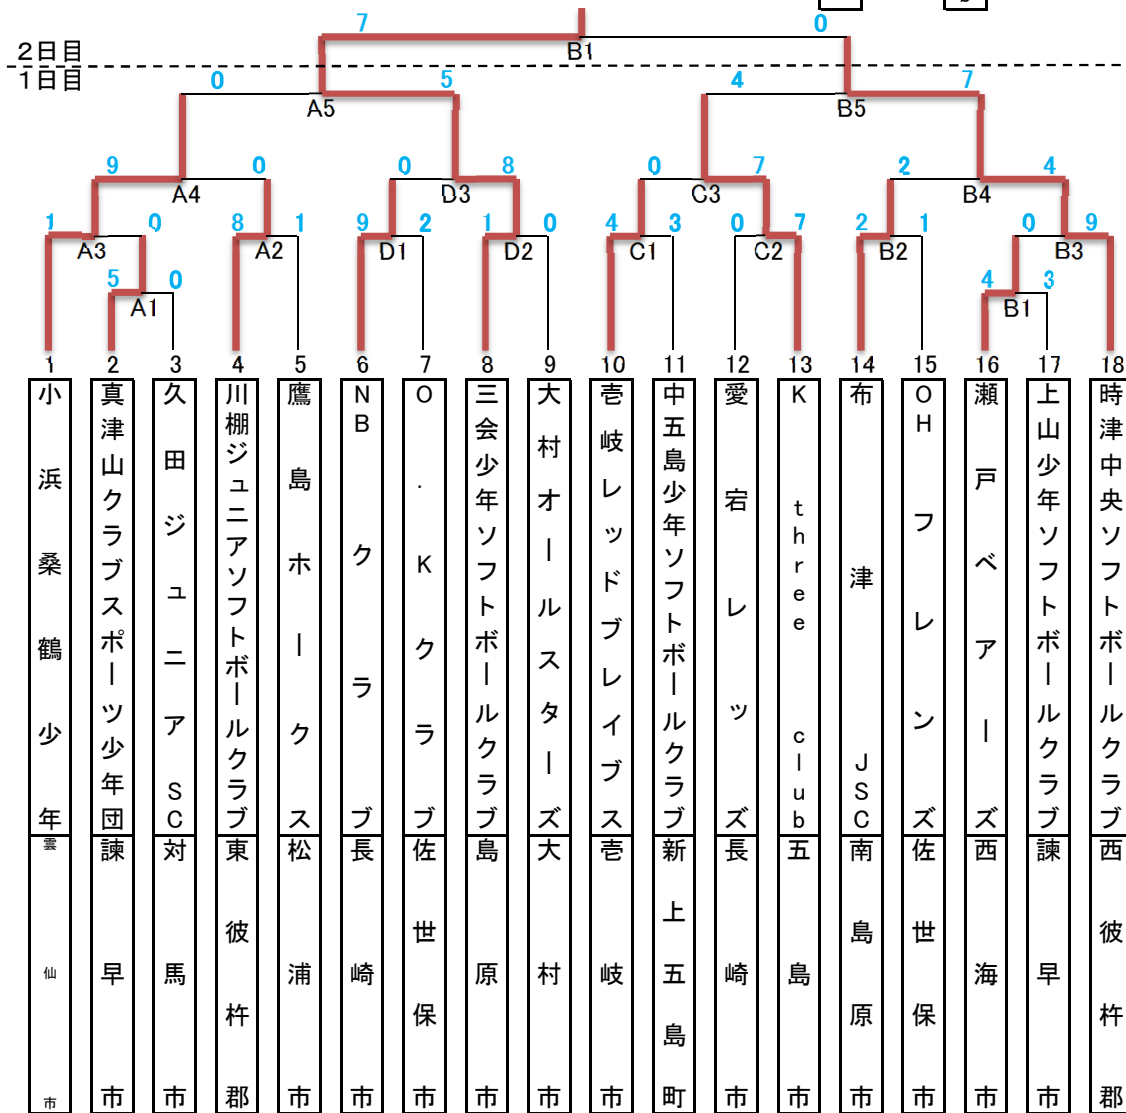 7 0
2日目 B1
1日目 0 5 4 7
A5 B5
9 0 0 8 0 7 2 4
A4 D3 C3 B4
1 0 8 1 9 2 1 0 4 3 0 7 2 1 0 9
A3 A2 D1 D2 C1 C2 B2 B3
5 0 4 3
A1 B1
1 2 3 4 5 6 7 8 9 10 11 12 13 14 15 16 17 18
小浜桑鶴少年
真津山クラブスポーツ少年団
久田ジュニアSC
川棚ジュニアソフトボールクラブ
鷹島ホークス
NBクラブ
O.Kクラブ
三会少年ソフトボールクラブ
大村オールスターズ
壱岐レッドブレイブス
中五島少年ソフトボールクラブ
愛宕レッズ
K three club
布津JSC
OHフレンズ
瀬戸ベアーズ
上山少年ソフトボールクラブ
時津中央ソフトボールクラブ
雲仙市
諫早市
対馬市
東彼杵郡
松浦市
長崎市
佐世保市
島原市
大村市
壱岐市
新上五島町
長崎市
五島市
南島原市
佐世保市
西海市
諫早市
西彼杵郡